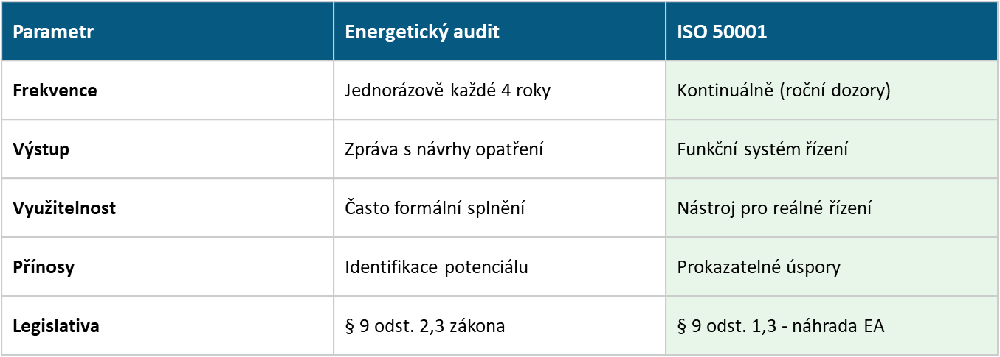 Parametr Energetický audit ISO 50001
Frekvence Jednorázově každé 4 roky Kontinuálně (roční dozory)
Výstup Zpráva s návrhy opatření Funkční systém řízení
Využitelnost Často formální splnění Nástroj pro reálné řízení
Přínosy Identifikace potenciálu Prokazatelné úspory
Legislativa § 9 odst. 2,3 zákona § 9 odst. 1,3 - náhrada EA